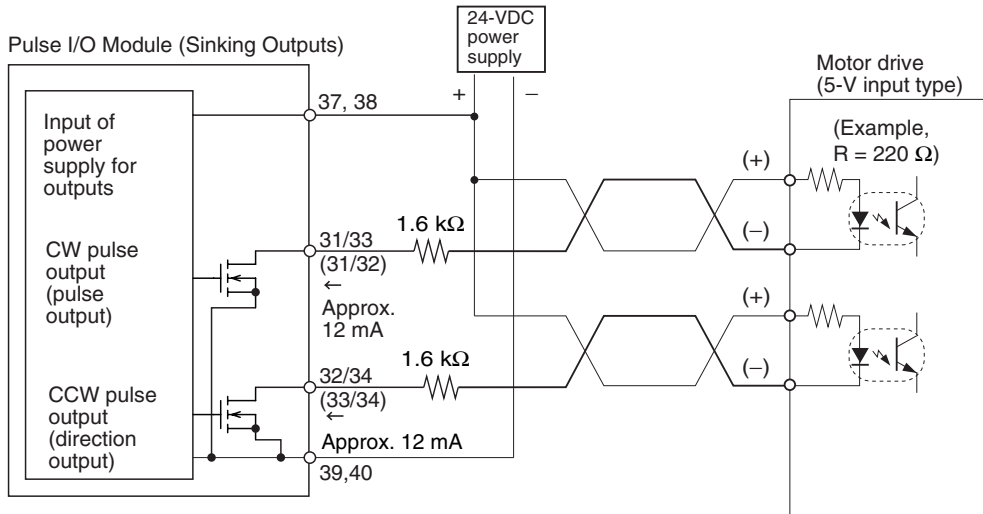 24-VDC
power
supply
+ −
Pulse I/O Module (Sinking Outputs)
37, 38
Input of
power
supply for
outputs
CW pulse
output
(pulse
output)
31/33
(31/32)
←
Approx.
12 mA
1.6 kΩ
CCW pulse
output
(direction
output)
32/34
(33/34)
←
Approx. 12 mA
39,40
1.6 kΩ
Motor drive
(5-V input type)
(Example,
R = 220 Ω)
(+)
(−)
(+)
(−)